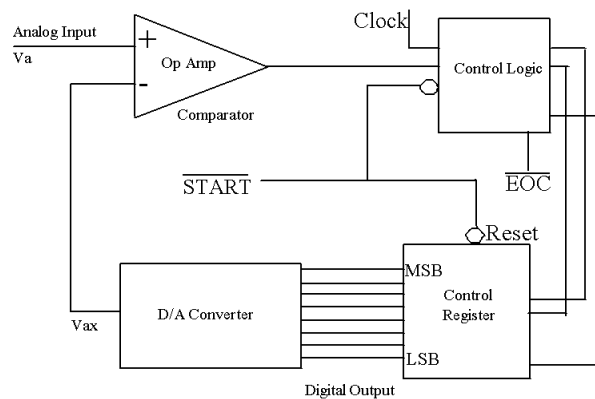 Analog Input
Va
+
-
Op Amp
Comparator
Clock
Control Logic
START
EOC
Reset
MSB
Control
Register
LSB
D/A Converter
Vax
Digital Output